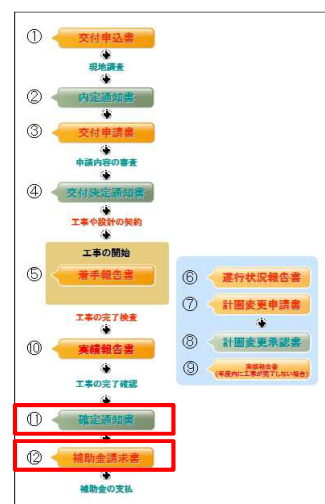 ① 交付申込書
現地調査
② 内定通知書
③ 交付申請書
申請内容の審査
④ 交付決定通知書
工事や設計の契約
工事の開始
⑤ 着手報告書
工事の完了検査
⑩ 実績報告書
工事の完了確認
⑪ 確定通知書
⑫ 補助金請求書
補助金の支払
⑥ 遂行状況報告書
⑦ 計画変更申請書
⑧ 計画変更承認書
⑨ 実績報告書
(年度内に工事が完了しない場合)